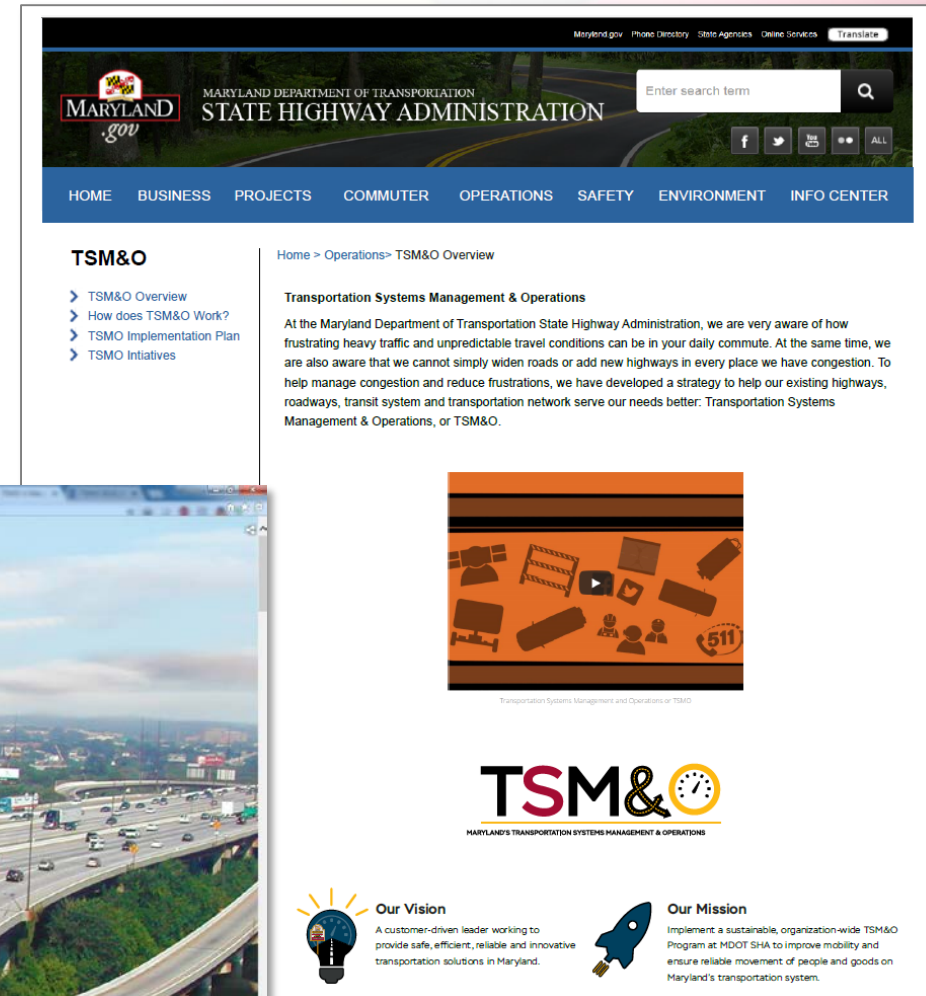 Maryland.gov Phone Directory State Agencies Online Services Translate
MARYLAND
.gov
MARYLAND DEPARTMENT OF TRANSPORTATION
STATE HIGHWAY ADMINISTRATION
Enter search term
f You ALL
HOME BUSINESS PROJECTS COMMUTER OPERATIONS SAFETY ENVIRONMENT INFO CENTER
TSM&O
TSM&O Overview
How does TSM&O Work?
TSMO Implementation Plan
TSMO Intiatives
Home > Operations> TSM&O Overview
Transportation Systems Management & Operations
At the Maryland Department of Transportation State Highway Administration, we are very aware of how
frustrating heavy traffic and unpredictable travel conditions can be in your daily commute. At the same time, we
are also aware that we cannot simply widen roads or add new highways in every place we have congestion. To
help manage congestion and reduce frustrations, we have developed a strategy to help our existing highways,
roadways, transit system and transportation network serve our needs better: Transportation Systems
Management & Operations, or TSM&O.
511
Transportation Systems Management and Operations or TSMO
TSM&O
MARYLAND'S TRANSPORTATION SYSTEMS MANAGEMENT & OPERATIONS
Our Vision
A customer-driven leader working to
provide safe, efficient, reliable and innovative
transportation solutions in Maryland.
Our Mission
Implement a sustainable, organization-wide TSM&O
Program at MDOT SHA to improve mobility and
ensure reliable movement of people and goods on
Maryland's transportation system.